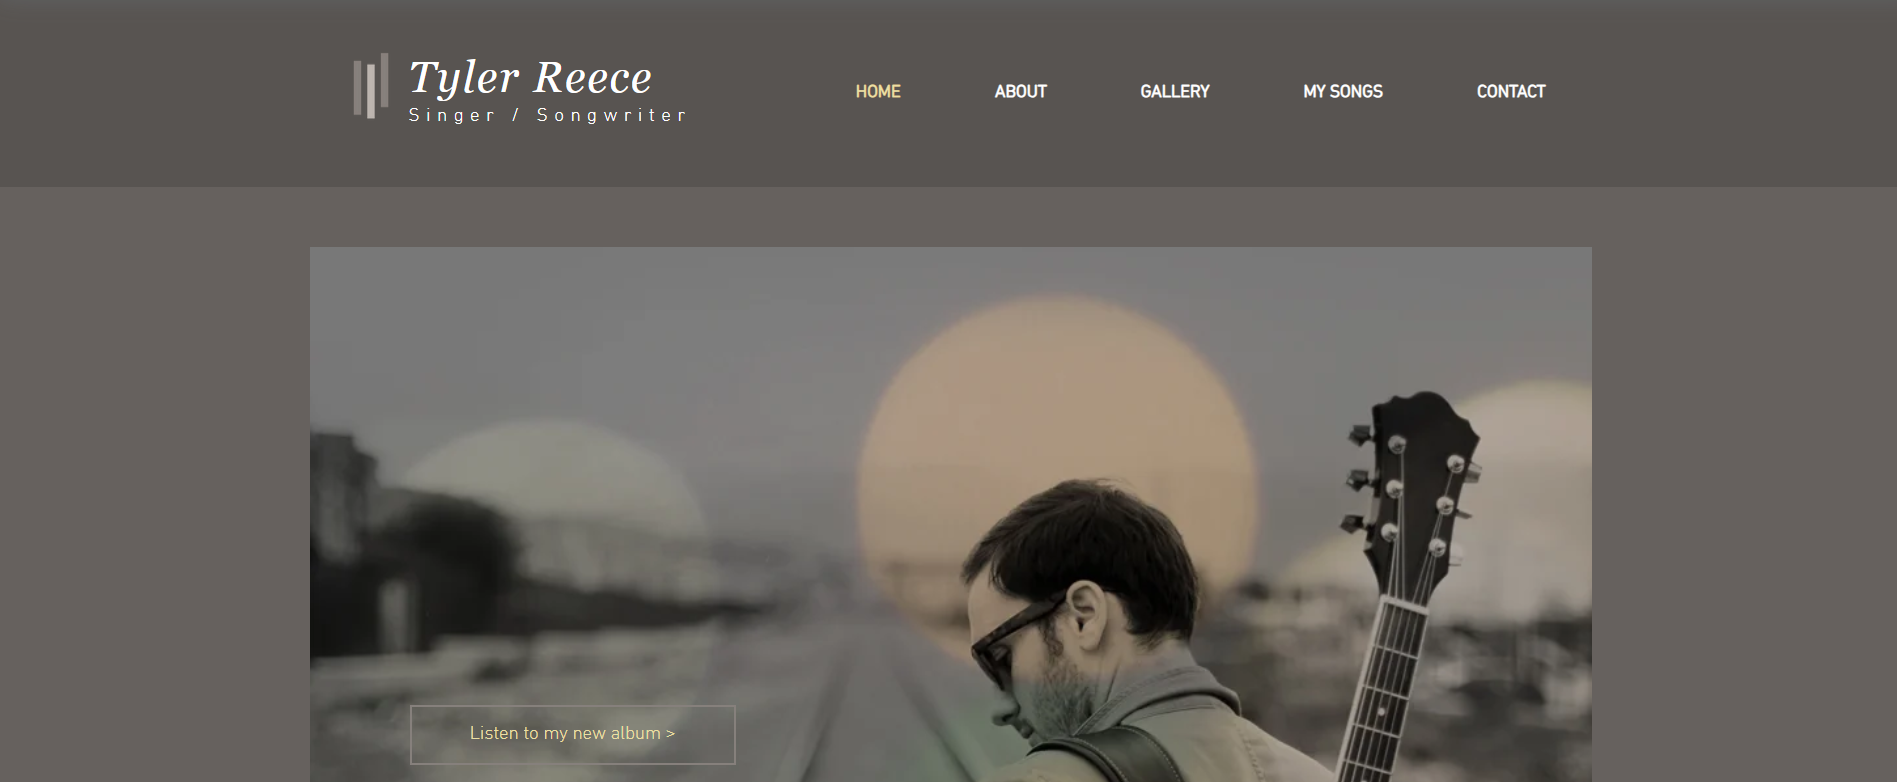 Tyler Reece
Singer / Songwriter
HOME ABOUT GALLERY MY SONGS CONTACT
Listen to my new album >